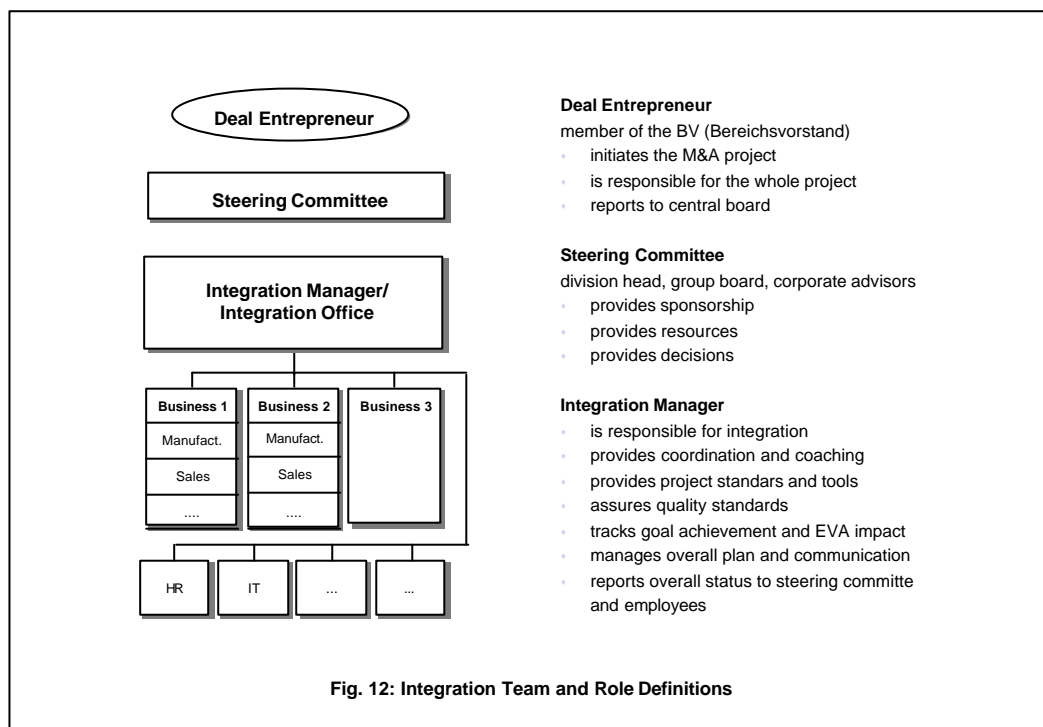 Deal Entrepreneur
Steering Committee
Integration Manager/
Integration Office
Business 1
Manufact.
Sales
....
Business 2
Manufact.
Sales
....
Business 3
HR
IT
...
...
Deal Entrepreneur
member of the BV (Bereichsvorstand)
initiates the M&A project
is responsible for the whole project
reports to central board
Steering Committee
division head, group board, corporate advisors
provides sponsorship
provides resources
provides decisions
Integration Manager
is responsible for integration
provides coordination and coaching
provides project standars and tools
assures quality standards
tracks goal achievement and EVA impact
manages overall plan and communication
reports overall status to steering committe
and employees
Fig. 12: Integration Team and Role Definitions